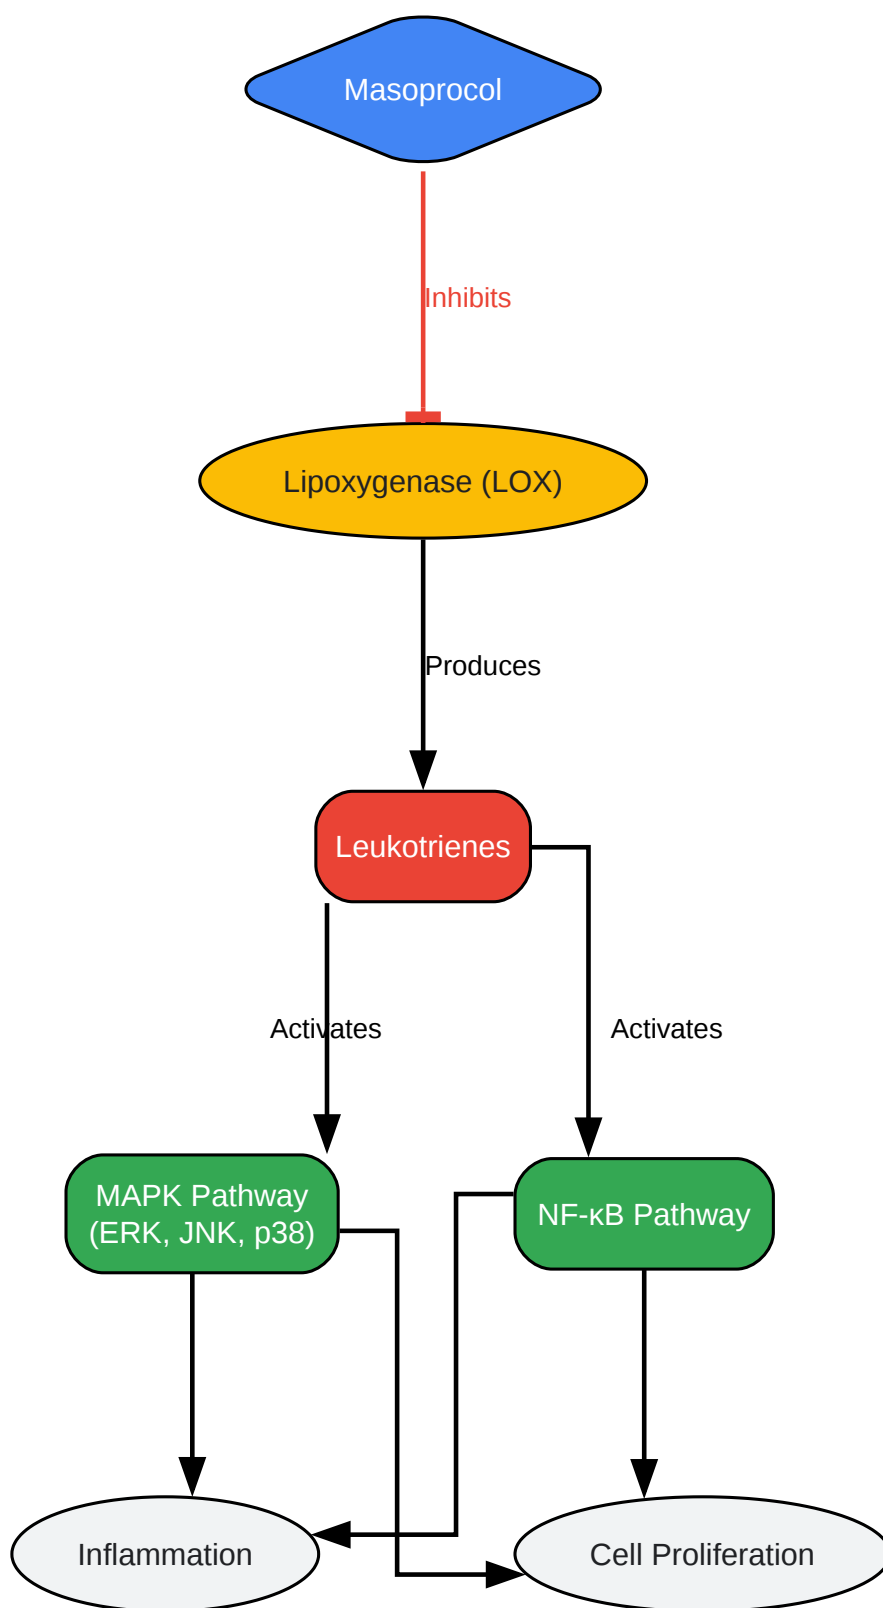 Masoprocol
Inhibits
Lipoxygenase (LOX)
Produces
Leukotrienes
Activates
Activates
MAPK Pathway
(ERK, JNK, p38)
NF-κB Pathway
Inflammation
Cell Proliferation